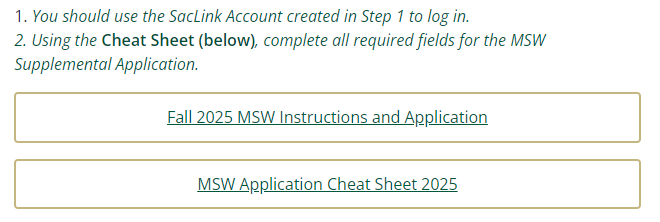 1. You should use the SacLink Account created in Step 1 to log in.
2. Using the Cheat Sheet (below), complete all required fields for the MSW
Supplemental Application.
Fall 2025 MSW Instructions and Application
MSW Application Cheat Sheet 2025